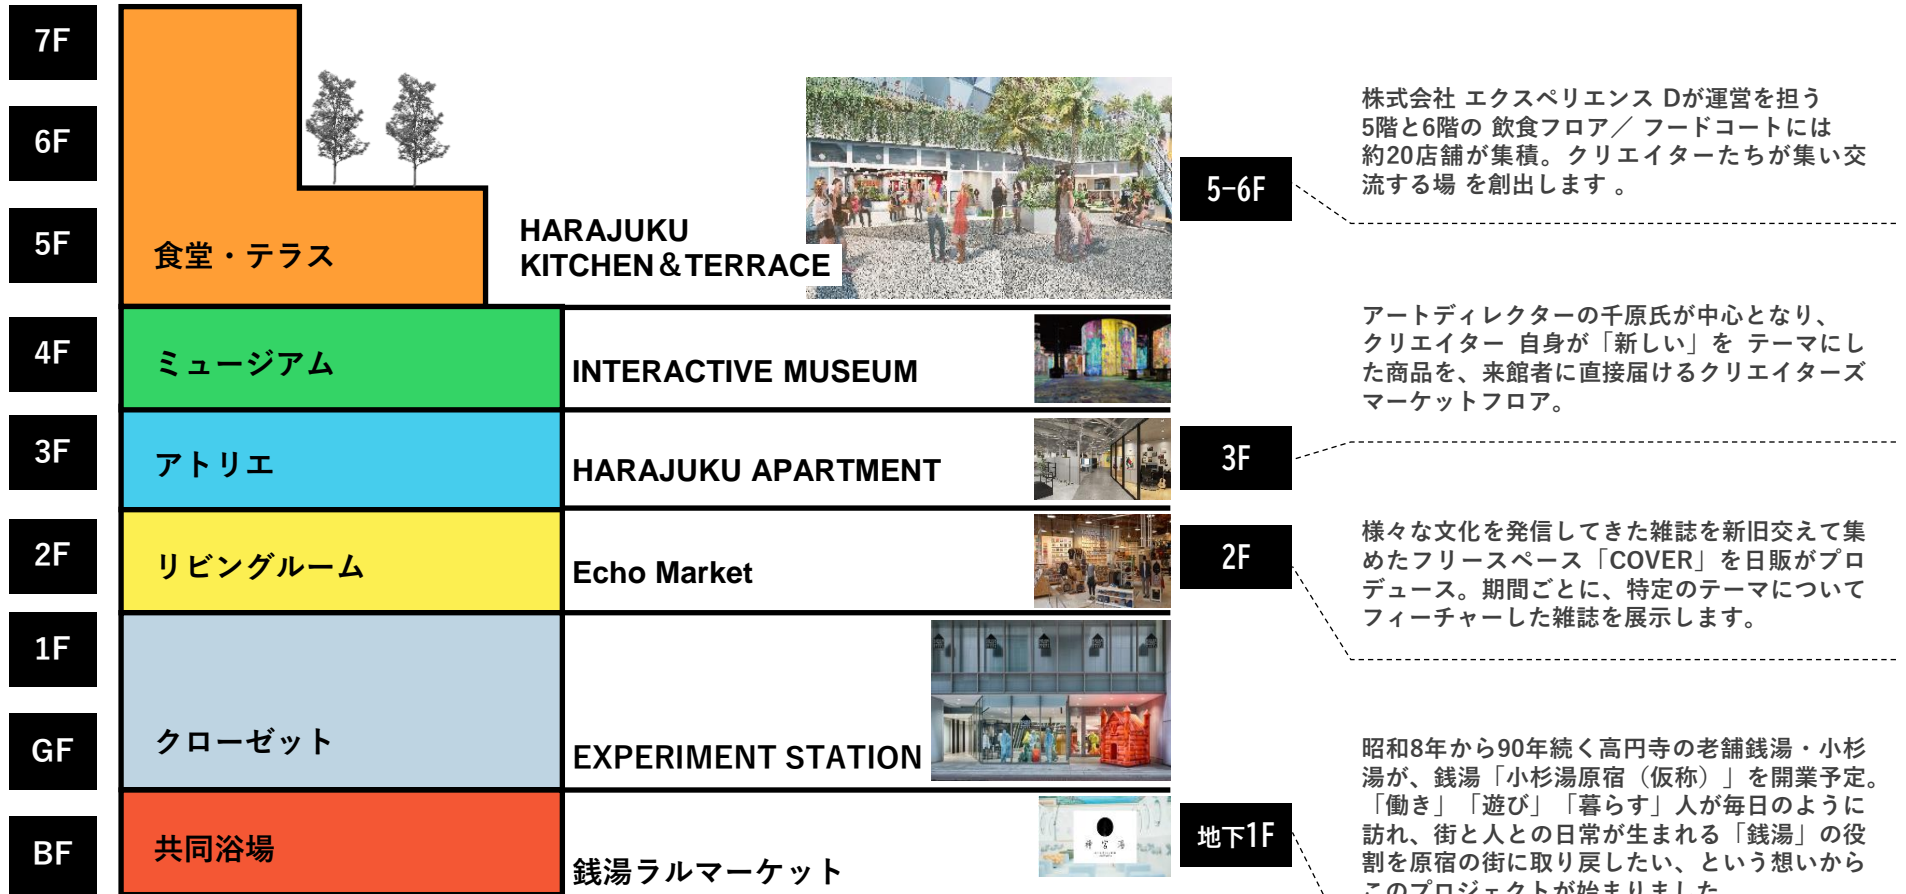 7F
6F
5F
食堂・テラス
HARAJUKU
KITCHEN＆TERRACE
4F
ミュージアム
INTERACTIVE MUSEUM
3F
アトリエ
HARAJUKU APARTMENT
2F
リビングルーム
Echo Market
1F
GF
クローゼット
EXPERIMENT STATION
BF
共同浴場
銭湯ラルマーケット
5-6F
株式会社 エクスペリエンス Dが運営を担う
5階と6階の 飲食フロア／ フードコートには
約20店舗が集積。クリエイターたちが集い交
流する場 を創出します 。
3F
アートディレクターの千原氏が中心となり、
クリエイター 自身が「新しい」を テーマにし
た商品を、来館者に直接届けるクリエイターズ
マーケットフロア。
2F
様々な文化を発信してきた雑誌を新旧交えて集
めたフリースペース「COVER」を日販がプロ
デュース。期間ごとに、特定のテーマについて
フィーチャーした雑誌を展示します。
地下1F
昭和8年から90年続く高円寺の老舗銭湯・小杉
湯が、銭湯「小杉湯原宿（仮称）」を開業予定。
「働き」「遊び」「暮らす」人が毎日のように
訪れ、街と人との日常が生まれる「銭湯」の役
割を原宿の街に取り戻したい、という想いから
このプロジェクトが始まりました